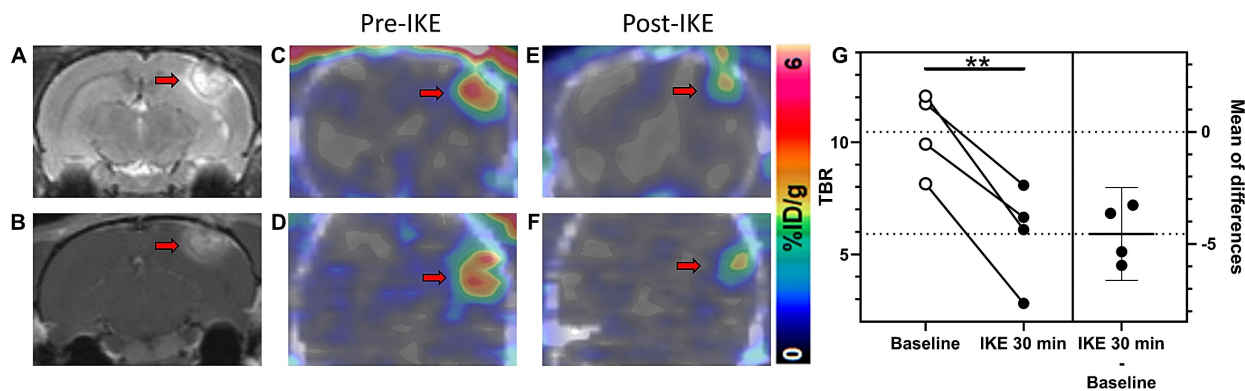 Pre-IKE
Post-IKE
A
C
E
B
D
F
6
%ID/g
0
G
**
TBR
10
5
Baseline
IKE 30 min
IKE 30 min
-
Baseline
0
-5
Mean of differences